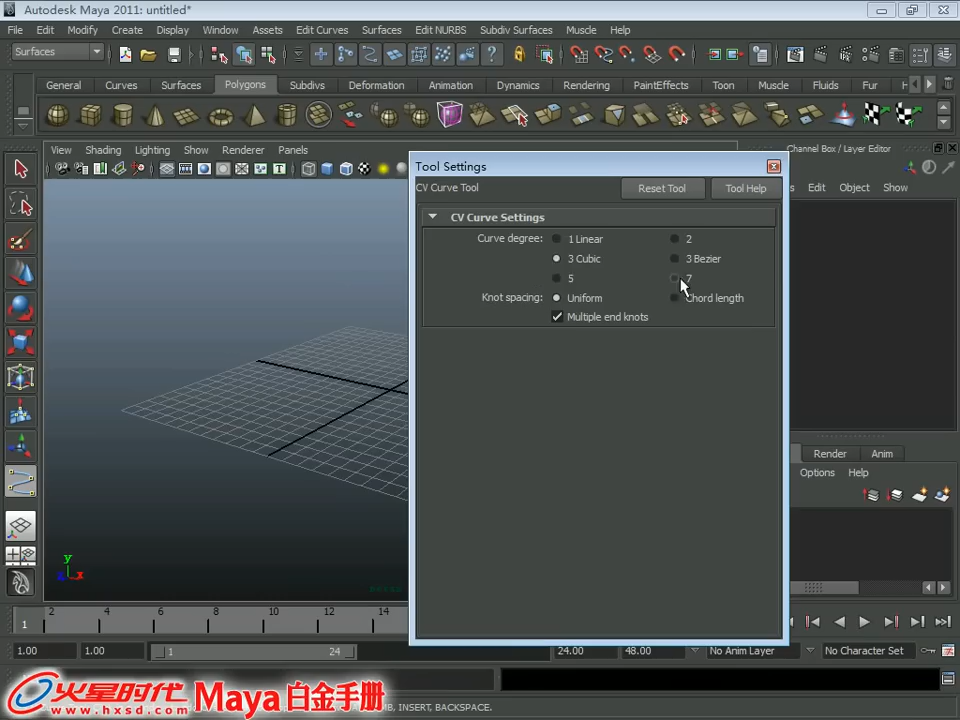 Autodesk Maya 2011: untitled*
File Edit Modify Create Display Window Assets Edit Curves Surfaces Edit NURBS Subdiv Surfaces Muscle Help
Surfaces
General Curves Surfaces Polygons Subdivs Deformation Animation Dynamics Rendering PaintEffects Toon Muscle Fluids Fur
View Shading Lighting Show Renderer Panels
Channel Box / Layer Editor
Edit Object Show
Tool Settings
CV Curve Tool
Reset Tool
Tool Help
CV Curve Settings
Curve degree: 1 Linear 2
3 Cubic 3 Bezier
5 7
Knot spacing: Uniform Chord length
Multiple end knots
Render Anim
Options Help
y
x
2 4 6 8 10 12 14
1
1.00 1.00 1 24 24.00 48.00 No Anim Layer No Character Set
火星时代
www.hxsd.com
Maya 白金手册
MB, INSERT, BACKSPACE.